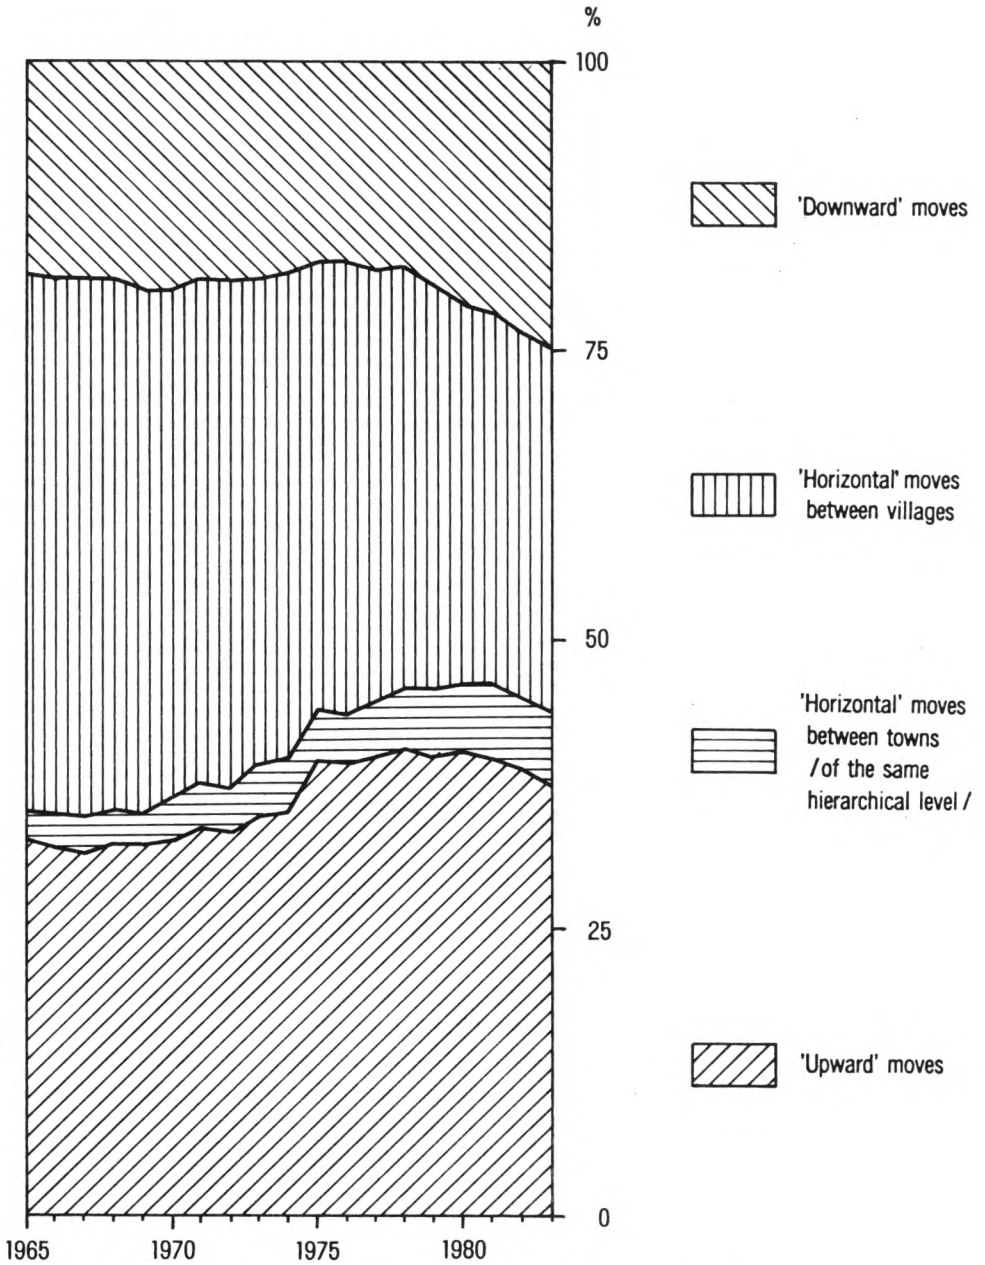 %
100
'Downward' moves
75
'Horizontal' moves
between villages
50
'Horizontal' moves
between towns
/of the same
hierarchical level /
25
'Upward' moves
0
1965 1970 1975 1980